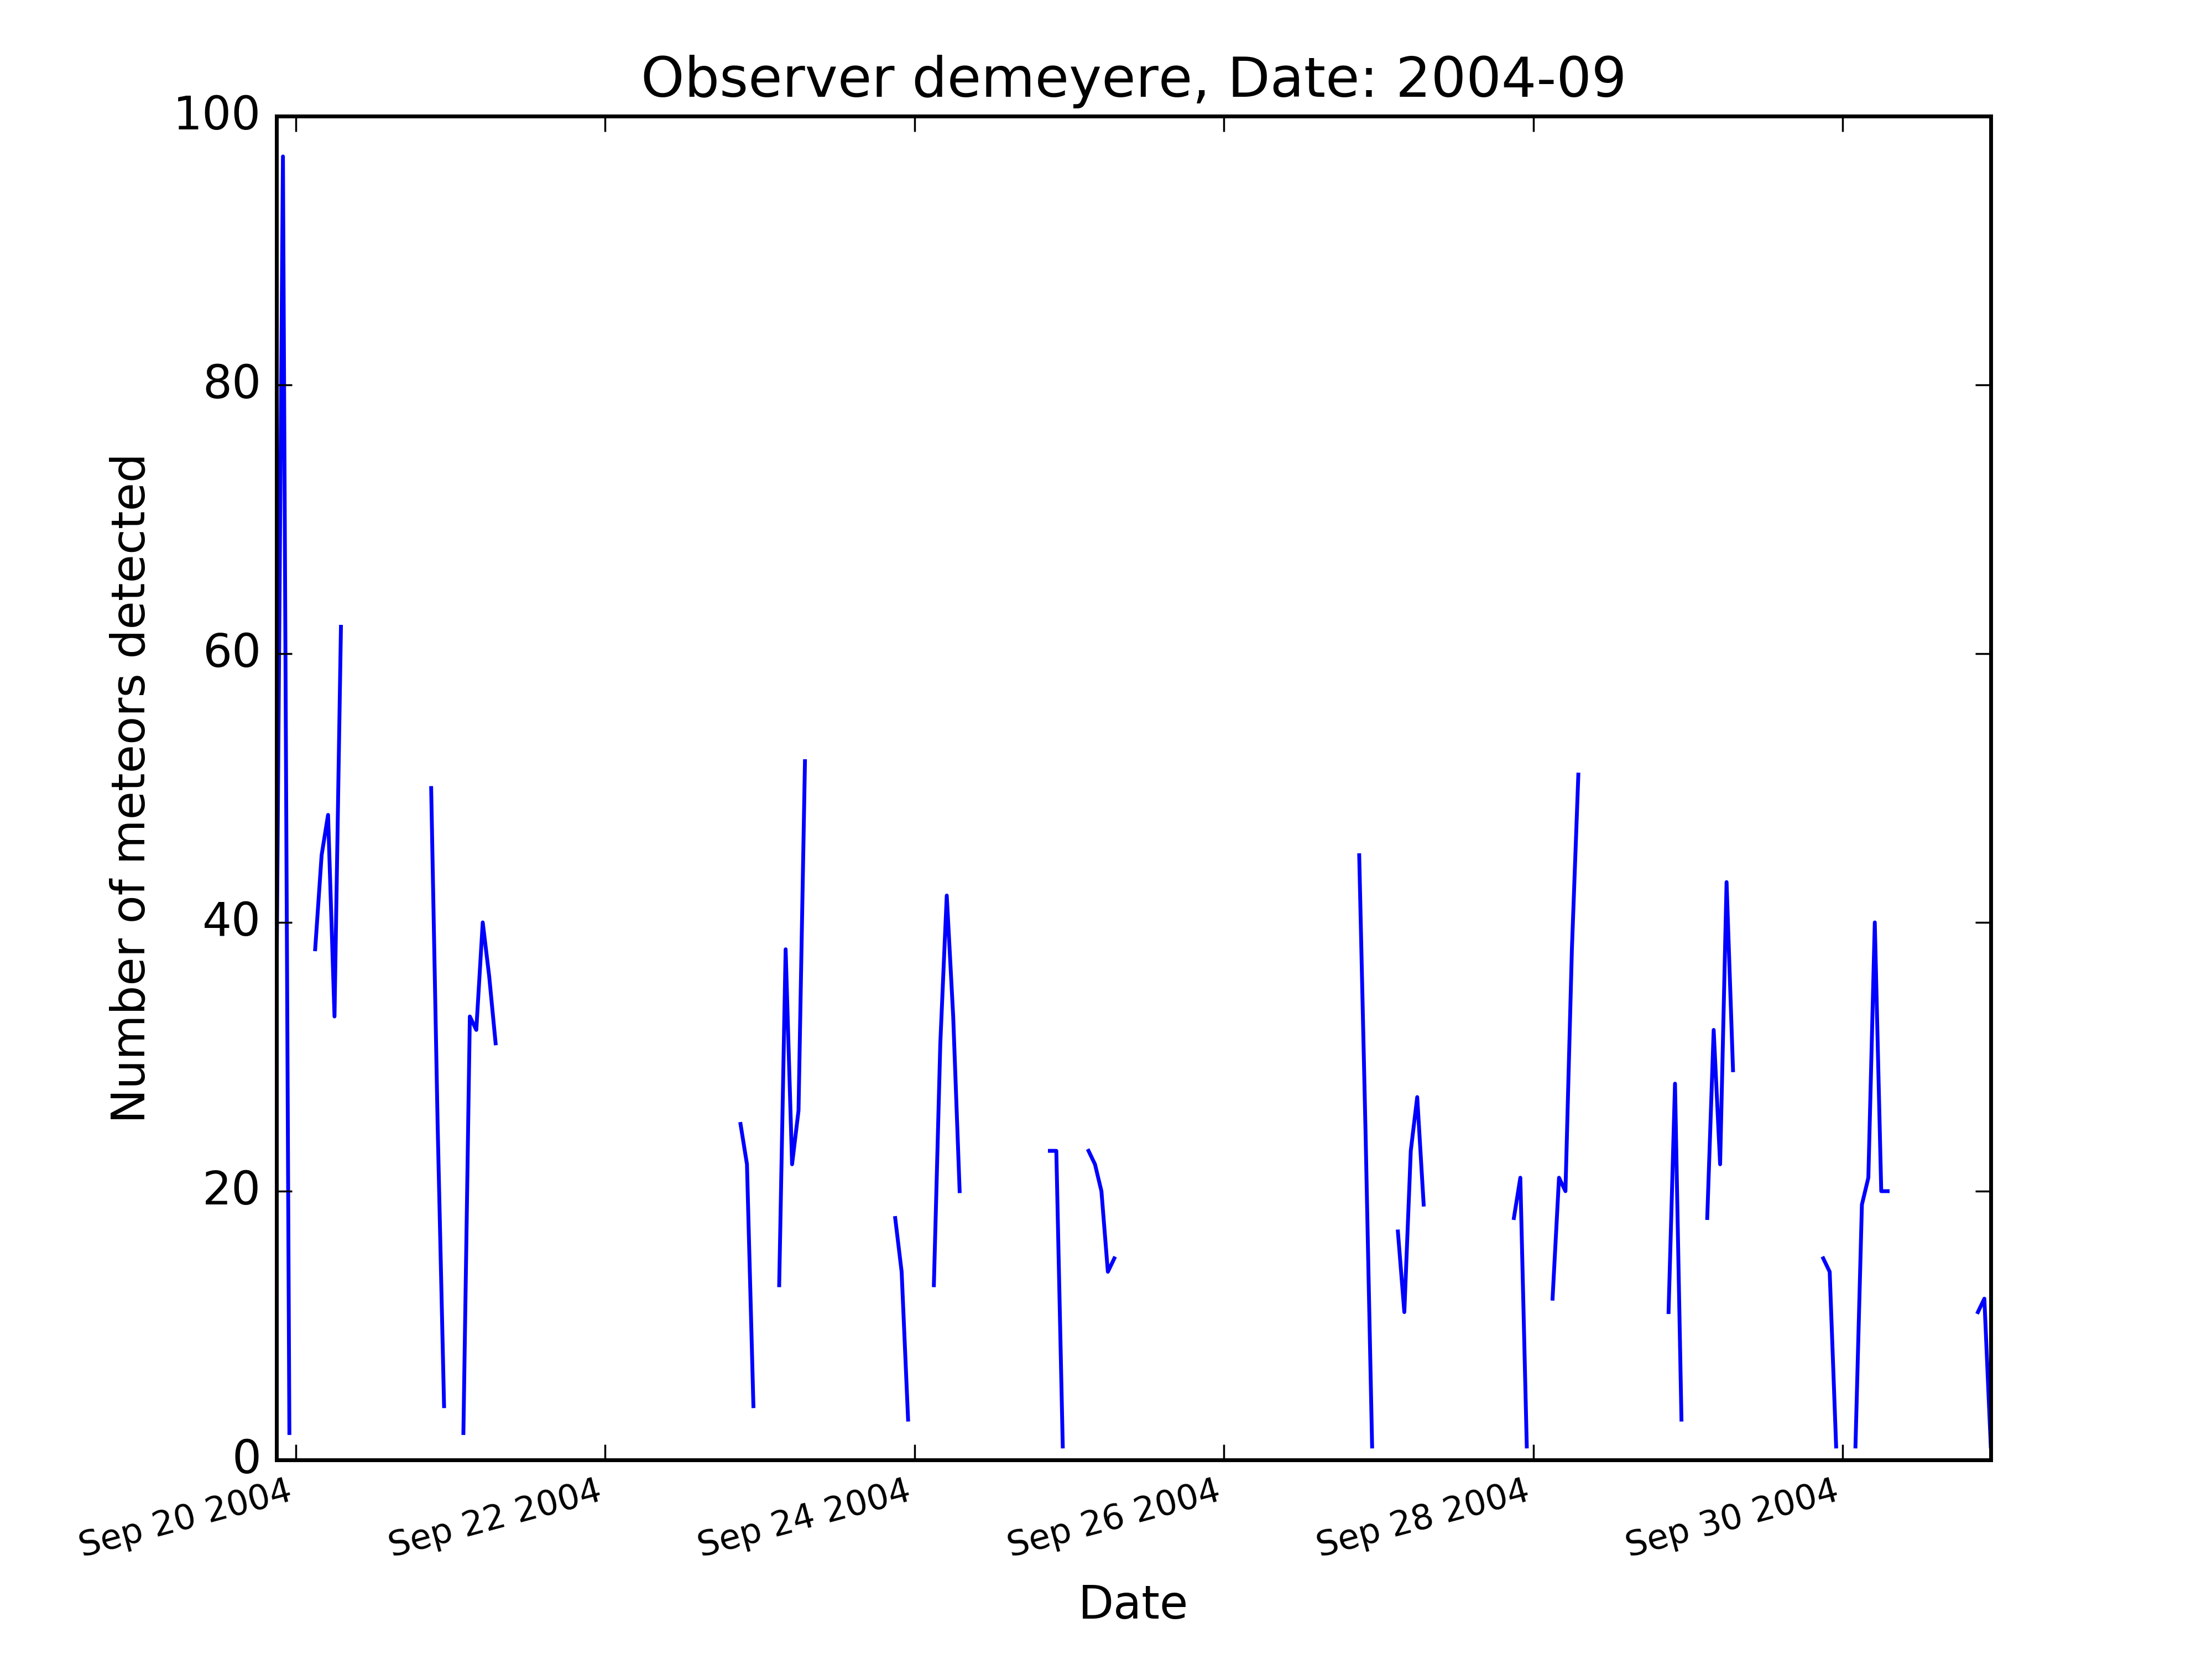 Observer demeyere, Date: 2004-09
100
80
60
40
20
0
Number of meteors detected
Sep 20 2004
Sep 22 2004
Sep 24 2004
Sep 26 2004
Sep 28 2004
Sep 30 2004
Date